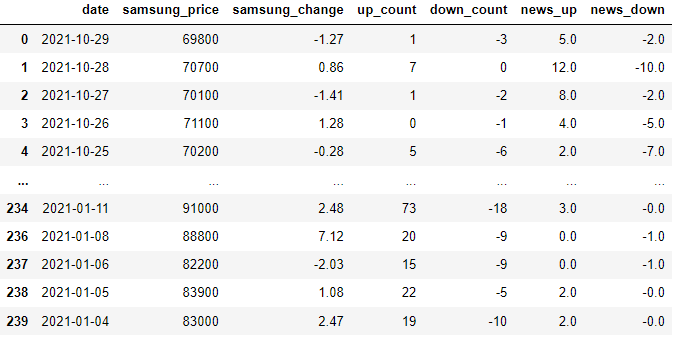 date samsung_price samsung_change up_count down_count news_up news_down
0 2021-10-29 69800 -1.27 1 -3 5.0 -2.0
1 2021-10-28 70700 0.86 7 0 12.0 -10.0
2 2021-10-27 70100 -1.41 1 -2 8.0 -2.0
3 2021-10-26 71100 1.28 0 -1 4.0 -5.0
4 2021-10-25 70200 -0.28 5 -6 2.0 -7.0
... ... ... ... ... ... ... ...
234 2021-01-11 91000 2.48 73 -18 3.0 -0.0
236 2021-01-08 88800 7.12 20 -9 0.0 -1.0
237 2021-01-06 82200 -2.03 15 -9 0.0 -1.0
238 2021-01-05 83900 1.08 22 -5 2.0 -0.0
239 2021-01-04 83000 2.47 19 -10 2.0 -0.0